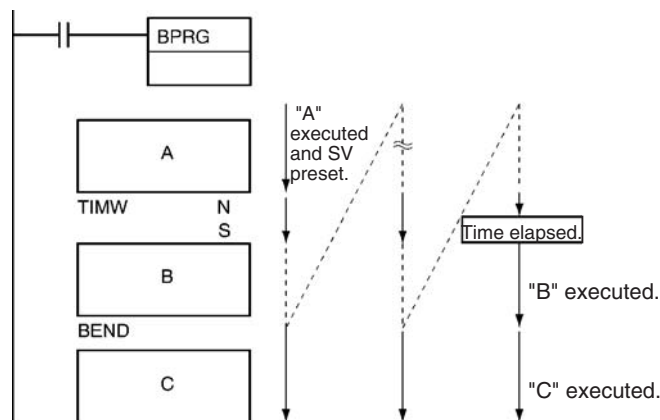 BPRG
"A"
executed
and SV
preset.
A
TIMW N
S
Time elapsed.
B
"B" executed.
BEND
C
"C" executed.